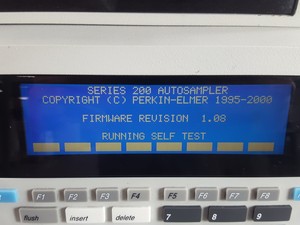 SERIES 200 AUTOSAMPLER
COPYRIGHT (C) PERKIN-ELMER 1995-2000
FIRMWARE REVISION 1.08
RUNNING SELF TEST
F1 F2 F3 F4 F5 F6 F7 F8
flush insert delete 7 8 9